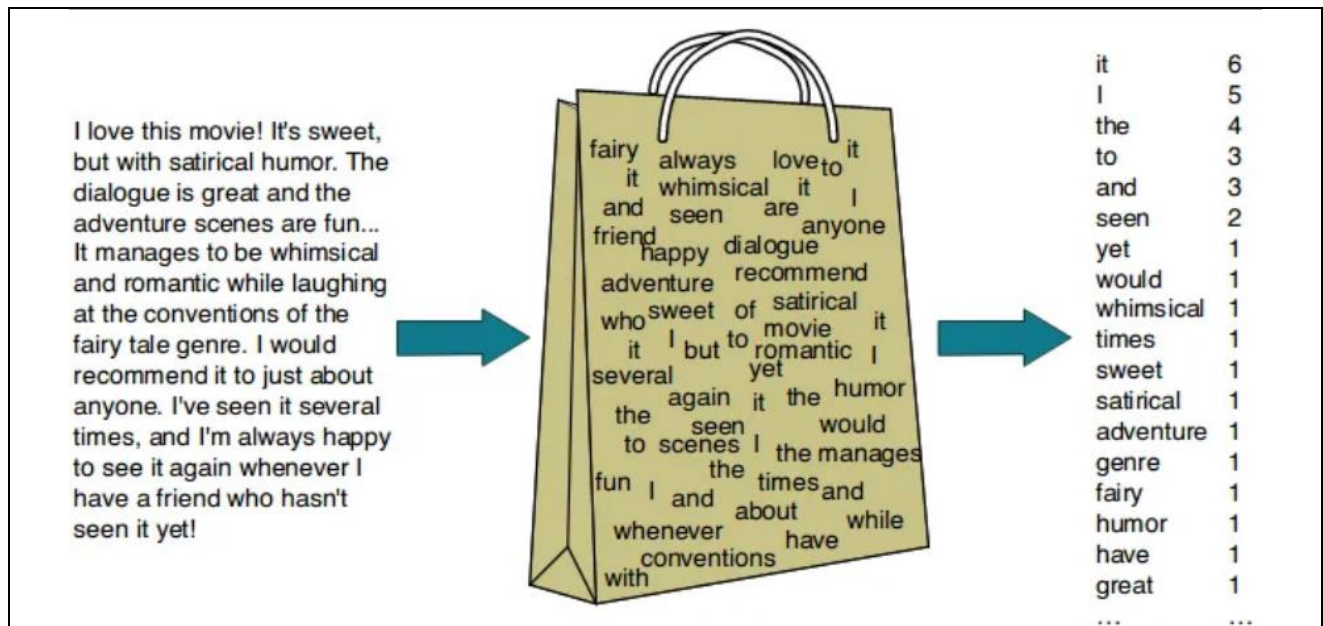 I love this movie! It's sweet,
but with satirical humor. The
dialogue is great and the
adventure scenes are fun...
It manages to be whimsical
and romantic while laughing
at the conventions of the
fairy tale genre. I would
recommend it to just about
anyone. I've seen it several
times, and I'm always happy
to see it again whenever I
have a friend who hasn't
seen it yet!
fairy always love to it
it whimsical it I
and seen are anyone
friend happy dialogue
adventure recommend
who sweet of satirical
it I but to movie it
romantic I
several yet
again it the humor
the seen would
to scenes I the manages
fun I the times and
and about while
whenever have
conventions
with
it 6
I 5
the 4
to 3
and 3
seen 2
yet 1
would 1
whimsical 1
times 1
sweet 1
satirical 1
adventure 1
genre 1
fairy 1
humor 1
have 1
great 1
... ...